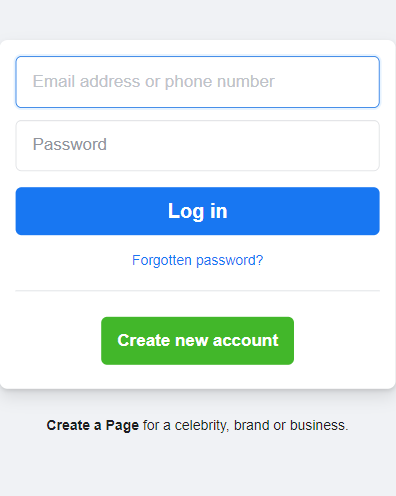 Email address or phone number
Password
Log in
Forgotten password?
Create new account
Create a Page for a celebrity, brand or business.